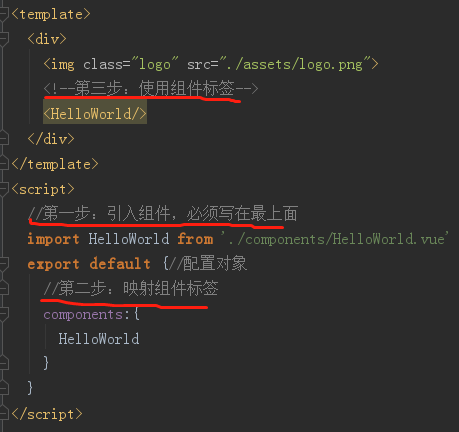 <template>
<div>
<img class="logo" src="./assets/logo.png">
<!--第三步：使用组件标签-->
<HelloWorld/>
</div>
</template>
<script>
//第一步：引入组件，必须写在最上面
import HelloWorld from './components/HelloWorld.vue'
export default {//配置对象
//第二步：映射组件标签
components:{
HelloWorld
}
}
</script>